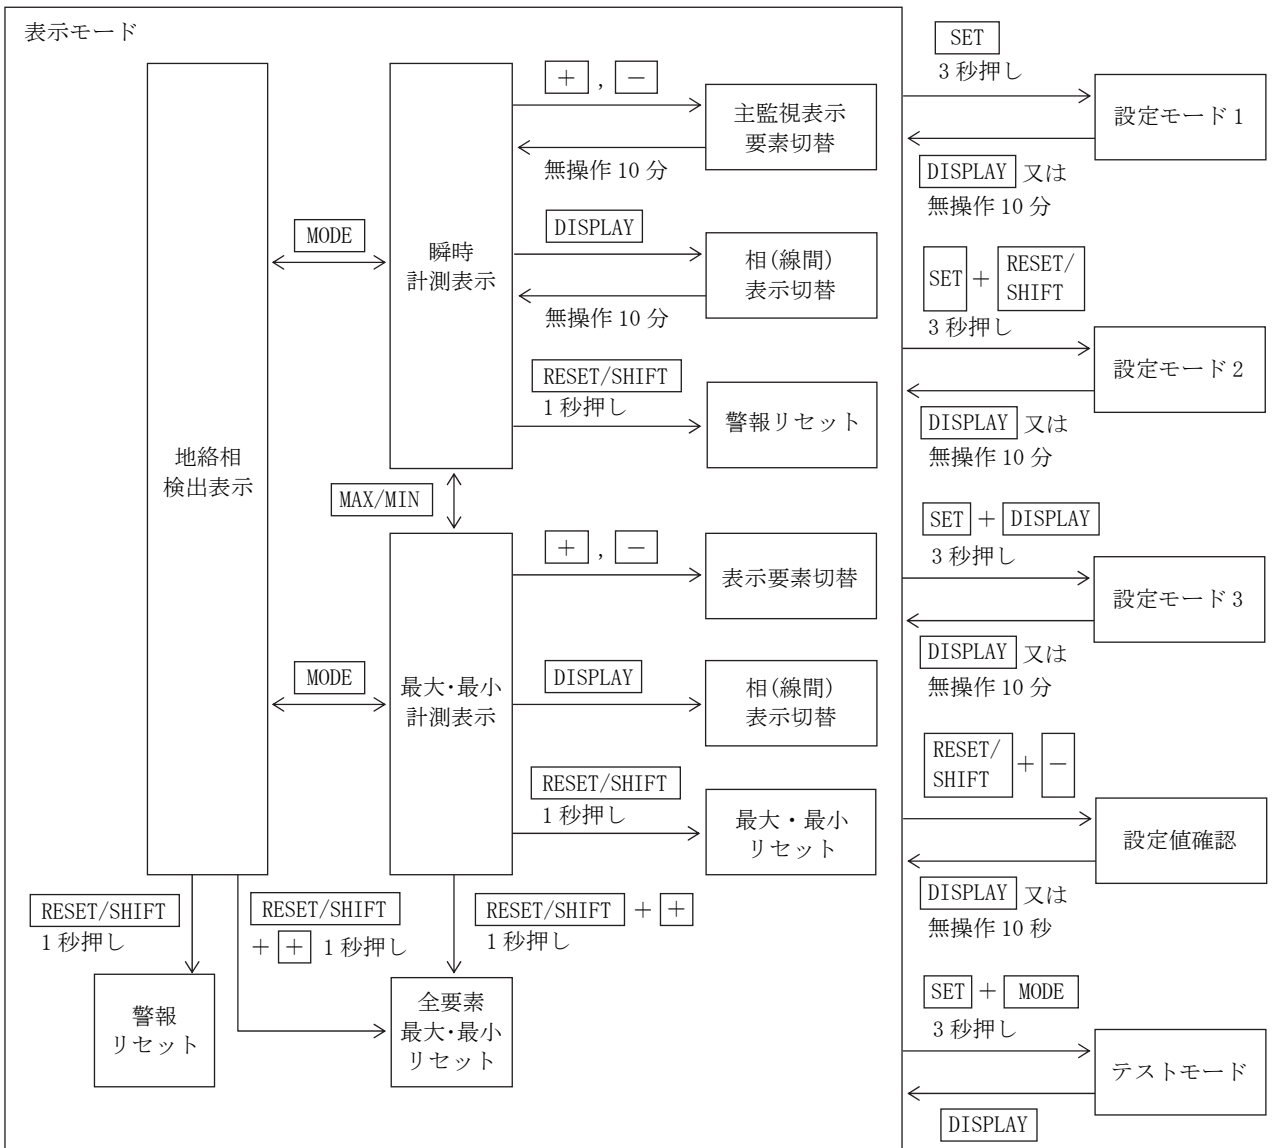 表示モード
地絡相
検出表示
MODE
MODE
瞬時
計測表示
+ , −
無操作 10 分
主監視表示
要素切替
DISPLAY
無操作 10 分
相(線間)
表示切替
RESET/SHIFT
1 秒押し
警報リセット
MAX/MIN
最大・最小
計測表示
+ , −
表示要素切替
DISPLAY
相(線間)
表示切替
RESET/SHIFT
1 秒押し
最大・最小
リセット
RESET/SHIFT
1 秒押し
警報
リセット
RESET/SHIFT
+ + 1 秒押し
RESET/SHIFT + +
1 秒押し
全要素
最大・最小
リセット
SET
3 秒押し
設定モード 1
DISPLAY 又は
無操作 10 分
SET + RESET/
SHIFT
3 秒押し
設定モード 2
DISPLAY 又は
無操作 10 分
SET + DISPLAY
3 秒押し
設定モード 3
DISPLAY 又は
無操作 10 分
RESET/
SHIFT + −
設定値確認
DISPLAY 又は
無操作 10 秒
SET + MODE
3 秒押し
テストモード
DISPLAY